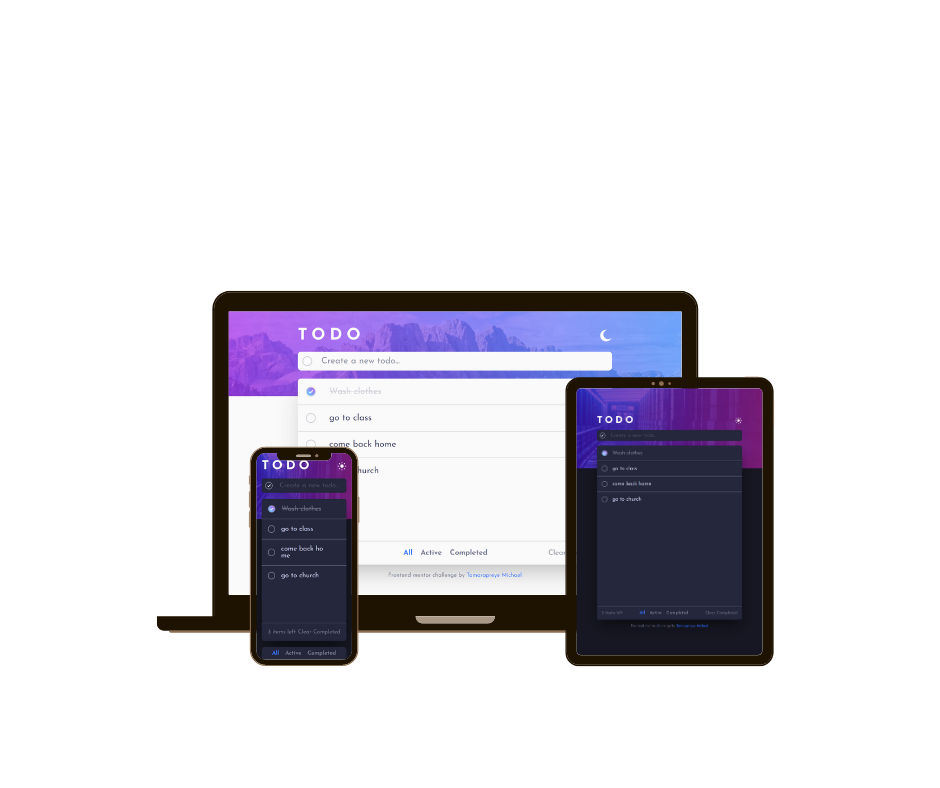 TODO
Create a new todo...
Wash clothes
go to class
come back home
hurch
All Active Completed
Clear
Frontend mentor challenge by Tamarapreye Michael
TODO
Create a new todo...
Wash clothes
go to class
come back ho
me
go to church
3 items left Clear Completed
All Active Completed
TODO
Create a new todo...
Wash clothes
go to class
come back home
go to church
3 items left All Active Completed Clear Completed
Frontend mentor challenge by Tamarapreye Michael